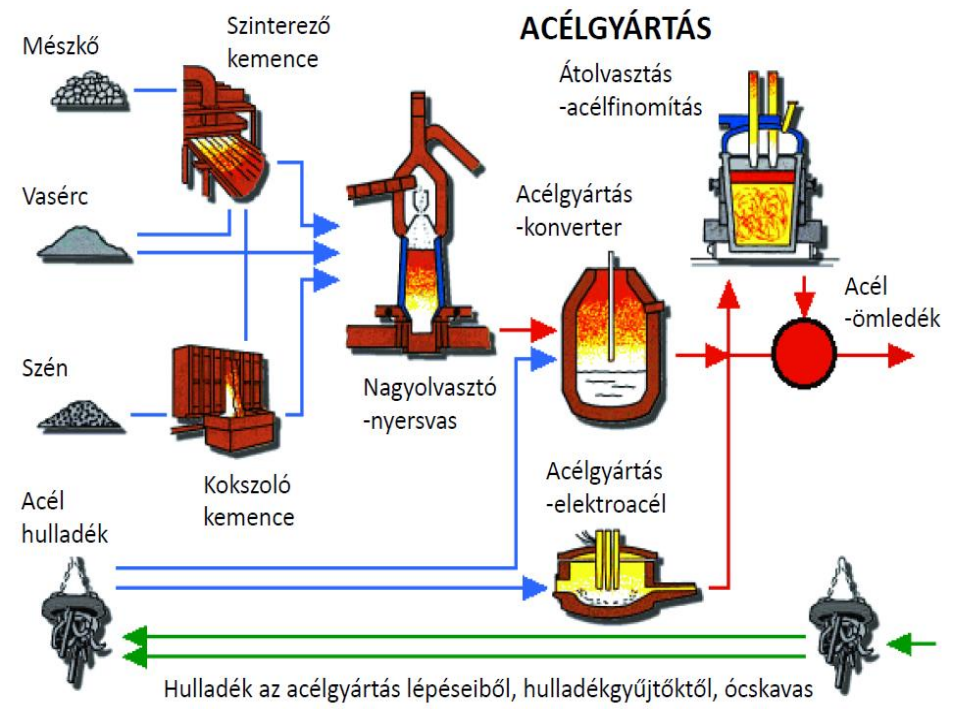 ACÉLGYÁRTÁS
Mészkő
Szinterező
kemence
Átolvasztás
-acélfinomítás
Vasérc
Acélgyártás
-konverter
Acél
-ömledék
Szén
Nagyolvasztó
-nyersvas
Kokszoló
kemence
Acélgyártás
-elektroacél
Acél
hulladék
Hulladék az acélgyártás lépéseiből, hulladékgyűjtőktől, ócskavas